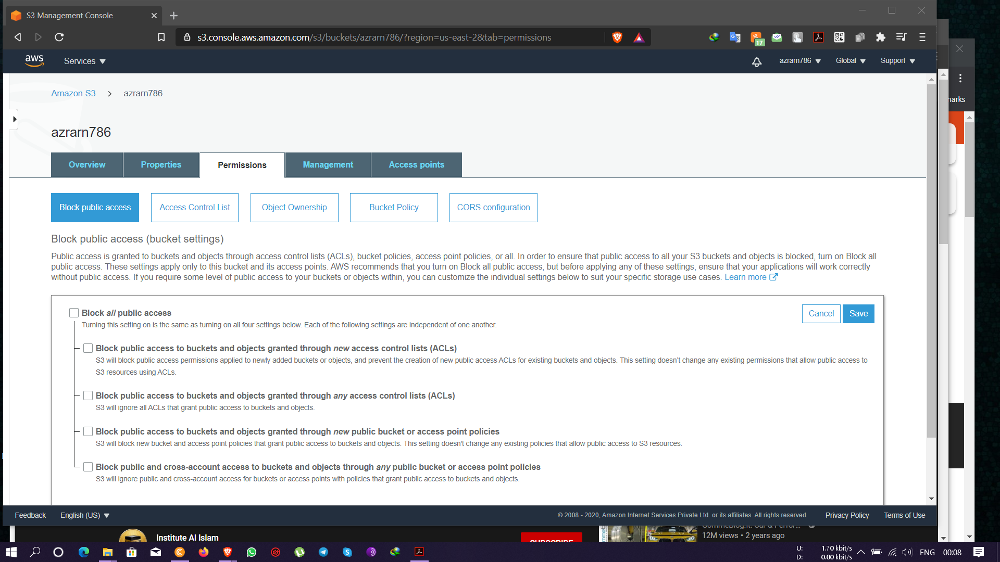 S3 Management Console
s3.console.aws.amazon.com/s3/buckets/azrarn786/?region=us-east-2&tab=permissions
17
aws
Services
azrarn786
Global
Support
arks
Amazon S3
azrarn786
azrarn786
Overview
Properties
Permissions
Management
Access points
Block public access
Access Control List
Object Ownership
Bucket Policy
CORS configuration
Block public access (bucket settings)
Public access is granted to buckets and objects through access control lists (ACLs), bucket policies, access point policies, or all. In order to ensure that public access to all your S3 buckets and objects is blocked, turn on Block all
public access. These settings apply only to this bucket and its access points. AWS recommends that you turn on Block all public access, but before applying any of these settings, ensure that your applications will work correctly
without public access. If you require some level of public access to your buckets or objects within, you can customize the individual settings below to suit your specific storage use cases. Learn more
Block all public access
Cancel
Save
Turning this setting on is the same as turning on all four settings below. Each of the following settings are independent of one another.
Block public access to buckets and objects granted through new access control lists (ACLs)
S3 will block public access permissions applied to newly added buckets or objects, and prevent the creation of new public access ACLs for existing buckets and objects. This setting doesn't change any existing permissions that allow public access to
S3 resources using ACLs.
Block public access to buckets and objects granted through any access control lists (ACLs)
S3 will ignore all ACLs that grant public access to buckets and objects.
Block public access to buckets and objects granted through new public bucket or access point policies
S3 will block new bucket and access point policies that grant public access to buckets and objects. This setting doesn't change any existing policies that allow public access to S3 resources.
Block public and cross-account access to buckets and objects through any public bucket or access point policies
S3 will ignore public and cross-account access for buckets or access points with policies that grant public access to buckets and objects.
Feedback
English (US)
© 2008 - 2020, Amazon Internet Services Private Ltd. or its affiliates. All rights reserved.
Privacy Policy
Terms of Use
Institute Al Islam
SUBSCRIBE
12M views • 2 years ago
U: 1.70 kbit/s
D: 0.00 kbit/s
ENG
00:08